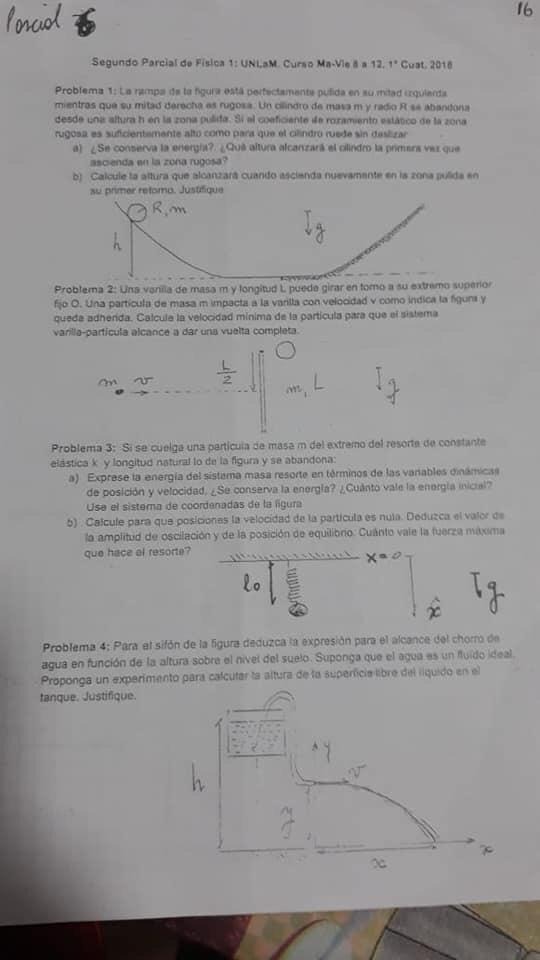 Parcial 6
16
Segundo Parcial de Física 1: UNLaM. Curso Ma-Vie 8 a 12. 1° Cuat. 2018
Problema 1: La rampa de la figura está perfectamente pulida en su mitad izquierda
mientras que su mitad derecha es rugosa. Un cilindro de masa m y radio R se abandona
desde una altura h en la zona pulida. Si el coeficiente de rozamiento estático de la zona
rugosa es suficientemente alto como para que el cilindro ruede sin deslizar
a) ¿Se conserva la energía?. ¿Qué altura alcanzará el cilindro la primera vez que
ascienda en la zona rugosa?
b) Calcule la altura que alcanzará cuando ascienda nuevamente en la zona pulida en
su primer retorno. Justifique
R, m
h
g
Problema 2: Una varilla de masa m y longitud L puede girar en torno a su extremo superior
fijo O. Una partícula de masa m impacta a la varilla con velocidad v como indica la figura y
queda adherida. Calcule la velocidad mínima de la partícula para que el sistema
varilla-partícula alcance a dar una vuelta completa.
O
m v
L/2
m, L
g
Problema 3: Si se cuelga una partícula de masa m del extremo del resorte de constante
elástica k y longitud natural lo de la figura y se abandona:
a) Exprese la energía del sistema masa resorte en términos de las variables dinámicas
de posición y velocidad. ¿Se conserva la energía? ¿Cuánto vale la energía inicial?
Use el sistema de coordenadas de la figura
b) Calcule para que posiciones la velocidad de la partícula es nula. Deduzca el valor de
la amplitud de oscilación y de la posición de equilibrio. Cuánto vale la fuerza máxima
que hace el resorte?
x=0
lo
x̂
g
Problema 4: Para el sifón de la figura deduzca la expresión para el alcance del chorro de
agua en función de la altura sobre el nivel del suelo. Suponga que el agua es un fluido ideal.
Proponga un experimento para calcular la altura de la superficie libre del líquido en el
tanque. Justifique.
y
v
h
y
x
x